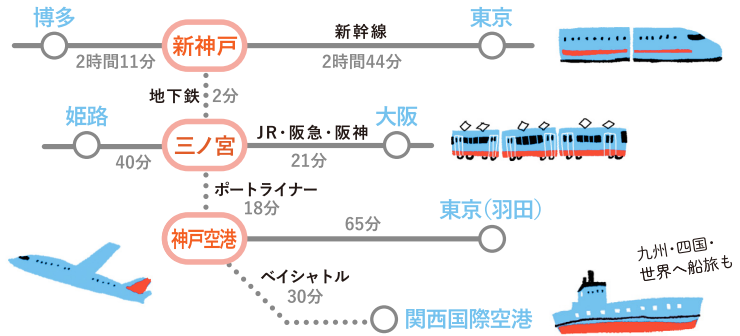 博多
新神戸
新幹線
東京
2時間11分
2時間44分
地下鉄
2分
姫路
三ノ宮
JR・阪急・阪神
大阪
40分
21分
ポートライナー
18分
神戸空港
65分
東京(羽田)
ベイシャトル
30分
関西国際空港
九州・四国・
世界へ船旅も